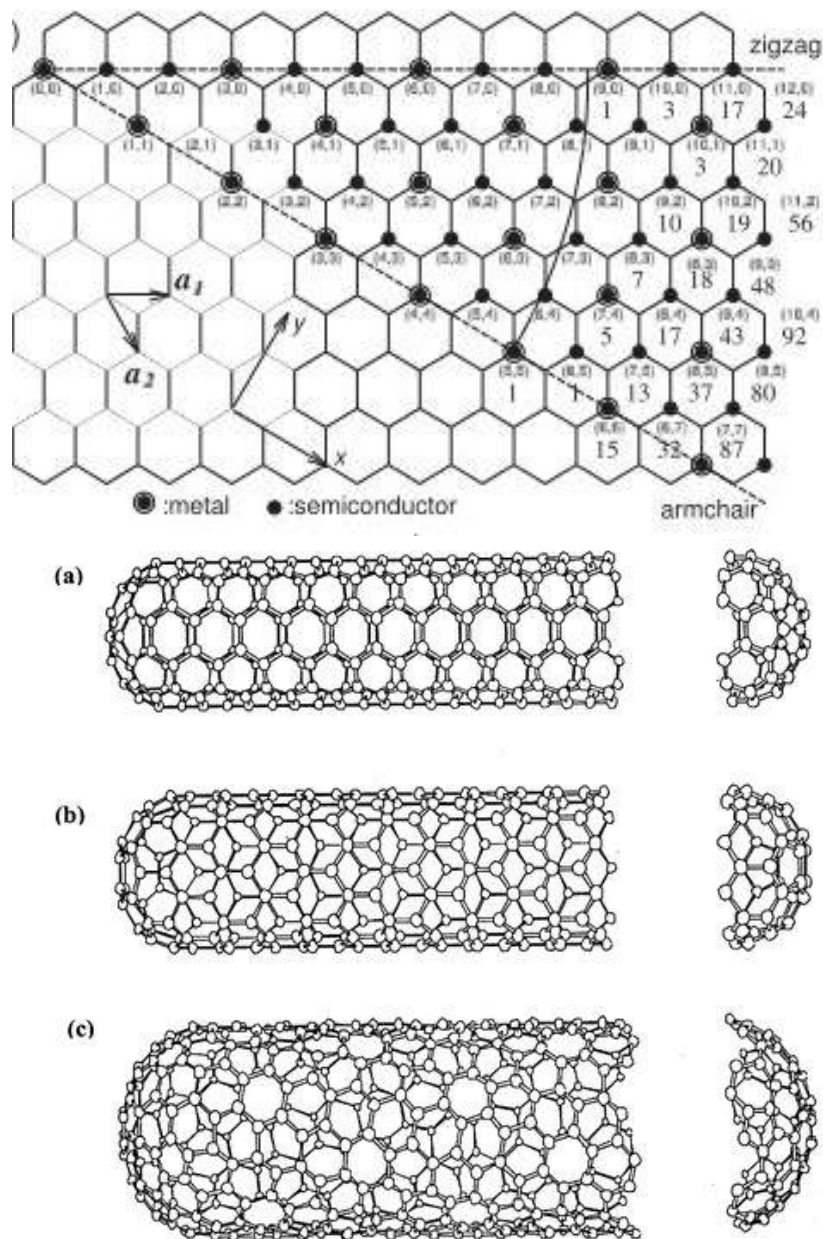 )
zigzag
(0,0) (1,0) (2,0) (3,0) (4,0) (5,0) (6,0) (7,0) (8,0) (9,0) (10,0) (11,0) (12,0)
1 3 17 24
(1,1) (2,1) (3,1) (4,1) (5,1) (6,1) (7,1) (8,1) (9,1) (10,1) (11,1)
3 20
(2,2) (3,2) (4,2) (5,2) (6,2) (7,2) (8,2) (9,2) (10,2) (11,2)
10 19 56
(3,3) (4,3) (5,3) (6,3) (7,3) (8,3) (9,3)
7 18 48
a1
(4,4) (5,4) (6,4) (7,4) (8,4) (9,4) (10,4)
y
5 17 43 92
a2
(5,5) (6,5) (7,5) (8,5) (9,5)
1 1 13 37 80
(7,7)
x
15 32 87
:metal :semiconductor
armchair
(a)
(b)
(c)